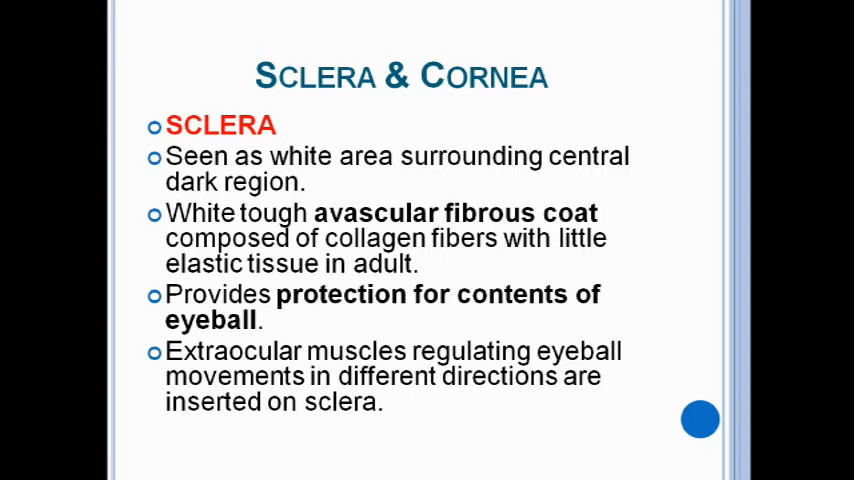 SCLERA & CORNEA
SCLERA
Seen as white area surrounding central
dark region.
White tough avascular fibrous coat
composed of collagen fibers with little
elastic tissue in adult.
Provides protection for contents of
eyeball.
Extraocular muscles regulating eyeball
movements in different directions are
inserted on sclera.